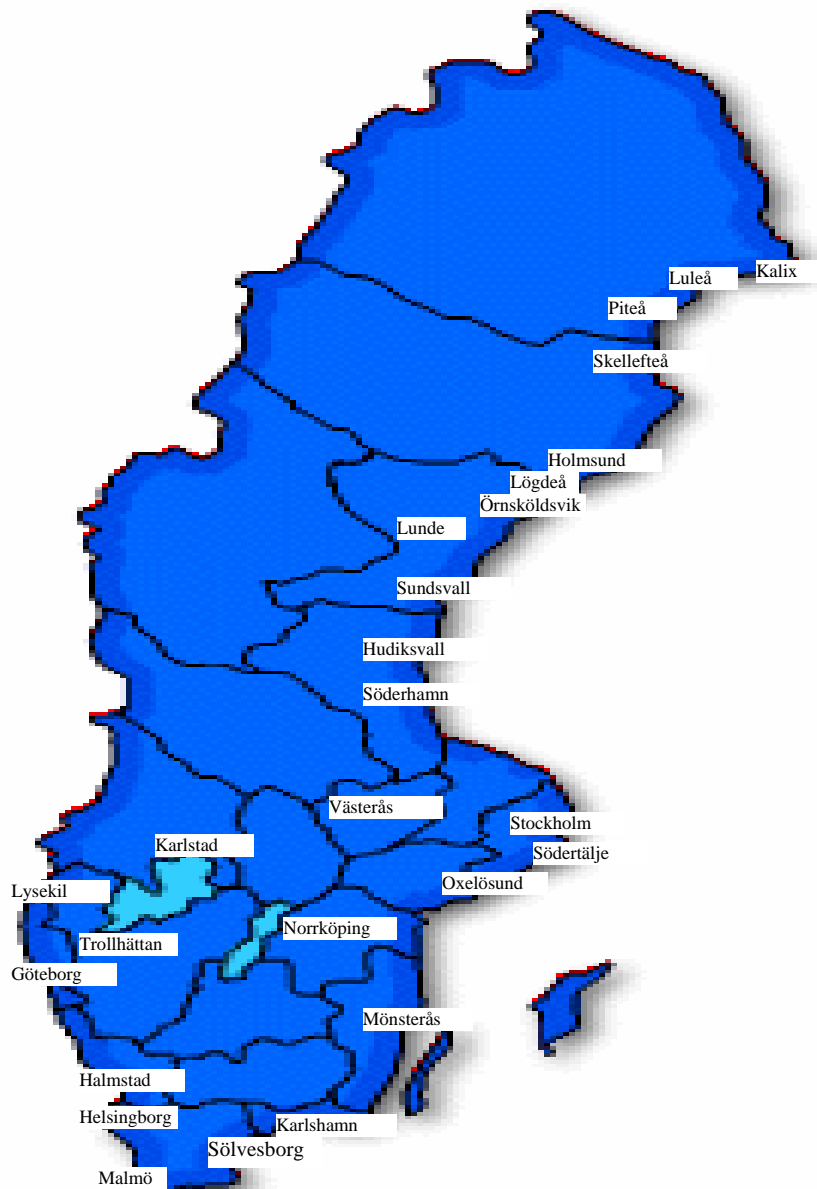 Kalix
Luleå
Piteå
Skellefteå
Holmsund
Lögdeå
Örnsköldsvik
Lunde
Sundsvall
Hudiksvall
Söderhamn
Västerås
Stockholm
Karlstad
Södertälje
Oxelösund
Lysekil
Norrköping
Trollhättan
Göteborg
Mönsterås
Halmstad
Helsingborg
Karlshamn
Sölvesborg
Malmö